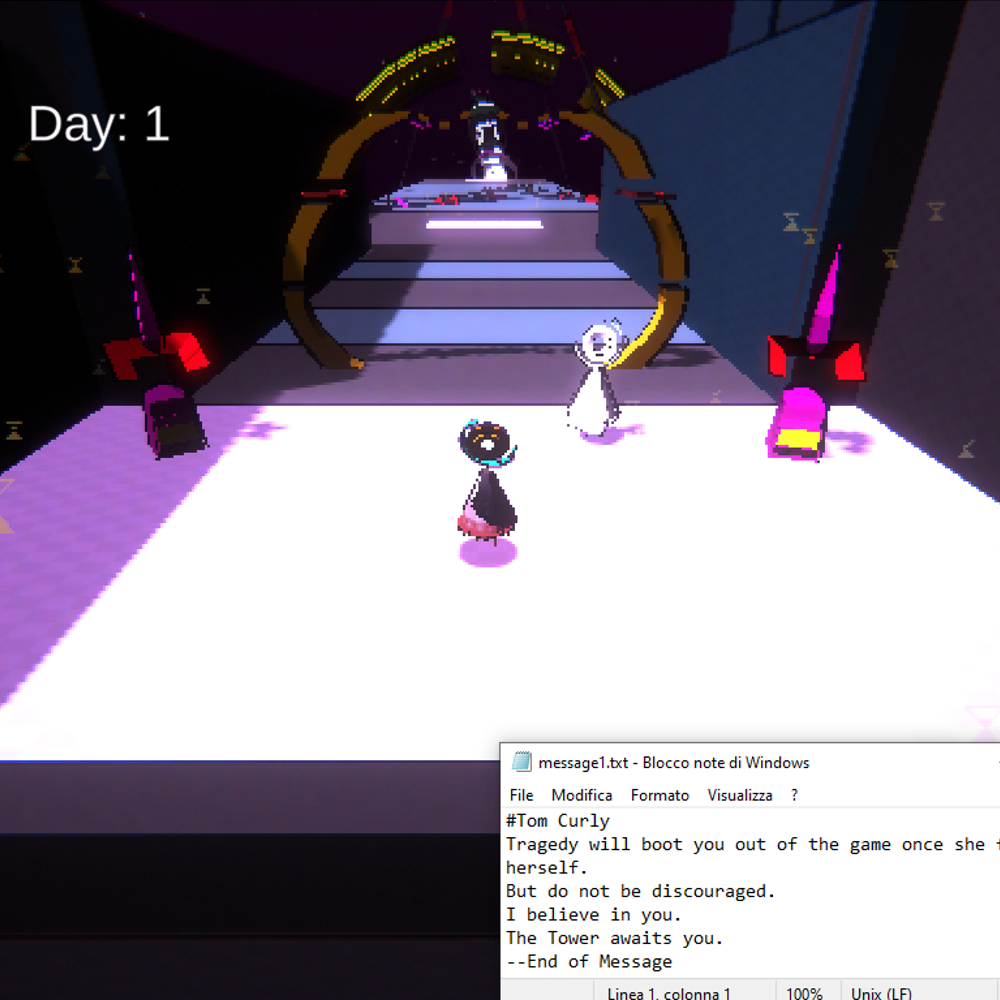 Day: 1
message1.txt - Blocco note di Windows
File Modifica Formato Visualizza ?
#Tom Curly
Tragedy will boot you out of the game once she
herself.
But do not be discouraged.
I believe in you.
The Tower awaits you.
--End of Message
Linea 1, colonna 1 100% Unix (LF)